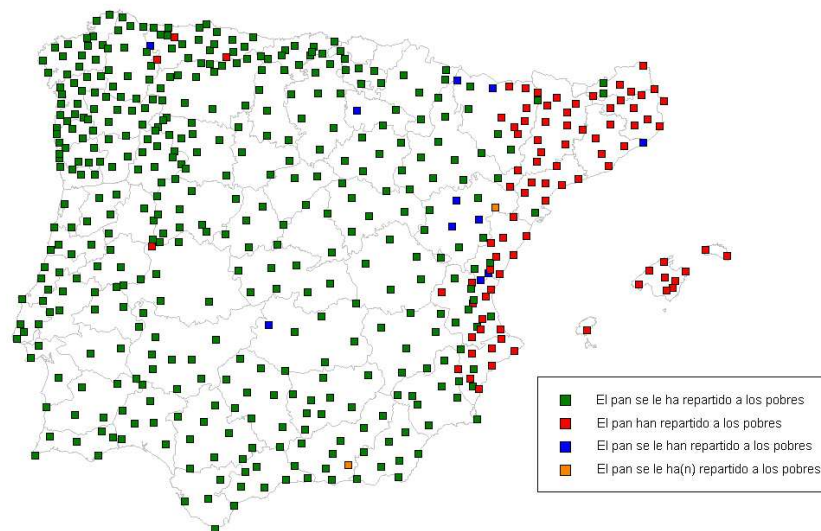 El pan se le ha repartido a los pobres
El pan han repartido a los pobres
El pan se le han repartido a los pobres
El pan se le ha(n) repartido a los pobres